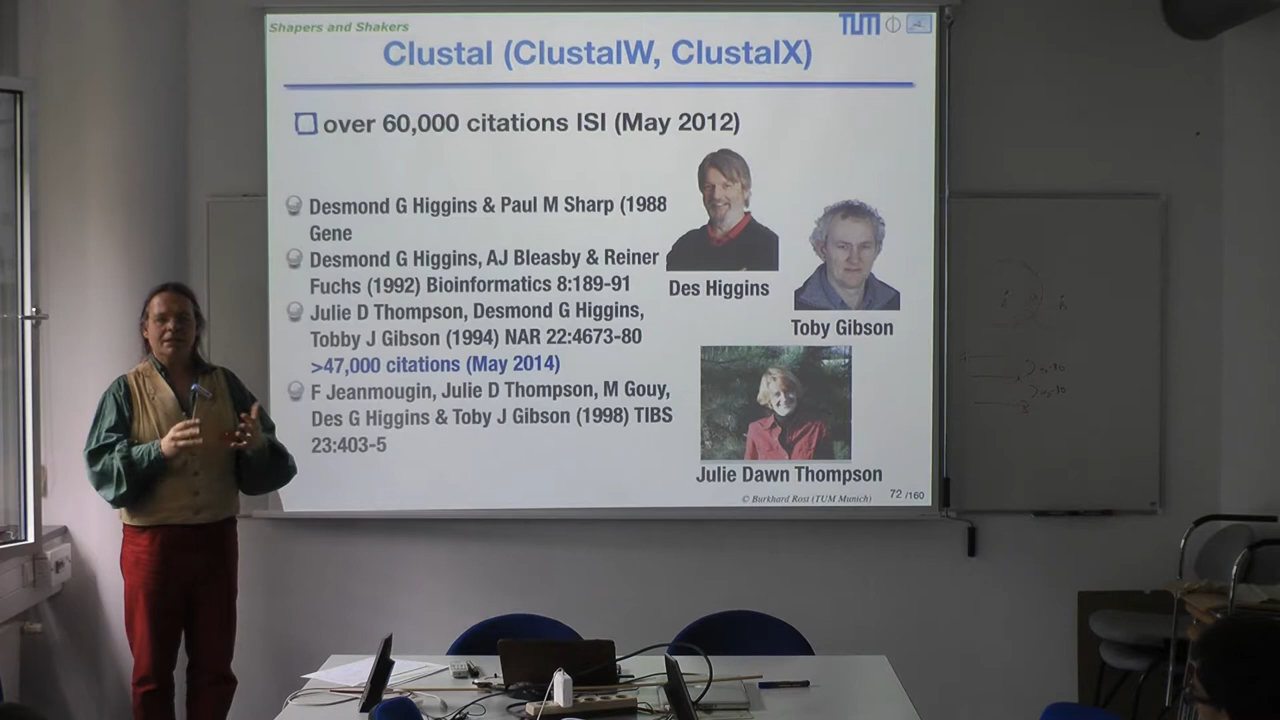 Shapers and Shakers
TUM
Clustal (ClustalW, ClustalX)
over 60,000 citations ISI (May 2012)
Desmond G Higgins & Paul M Sharp (1988
Gene
Desmond G Higgins, AJ Bleasby & Reiner
Fuchs (1992) Bioinformatics 8:189-91
Julie D Thompson, Desmond G Higgins,
Tobby J Gibson (1994) NAR 22:4673-80
>47,000 citations (May 2014)
F Jeanmougin, Julie D Thompson, M Gouy,
Des G Higgins & Toby J Gibson (1998) TIBS
23:403-5
Des Higgins
Toby Gibson
Julie Dawn Thompson
© Burkhard Rost (TUM Munich)
72 /160